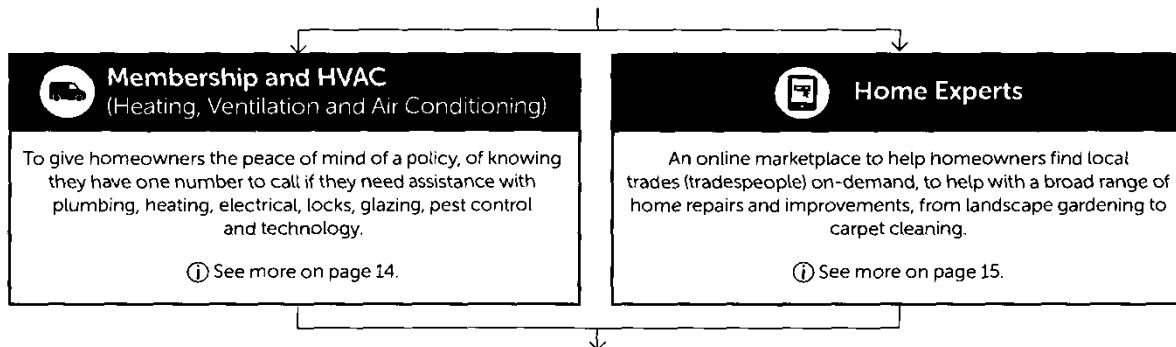 Membership and HVAC
(Heating, Ventilation and Air Conditioning)
To give homeowners the peace of mind of a policy, of knowing
they have one number to call if they need assistance with
plumbing, heating, electrical, locks, glazing, pest control
and technology.
See more on page 14.
Home Experts
An online marketplace to help homeowners find local
trades (tradespeople) on-demand, to help with a broad range of
home repairs and improvements, from landscape gardening to
carpet cleaning.
See more on page 15.